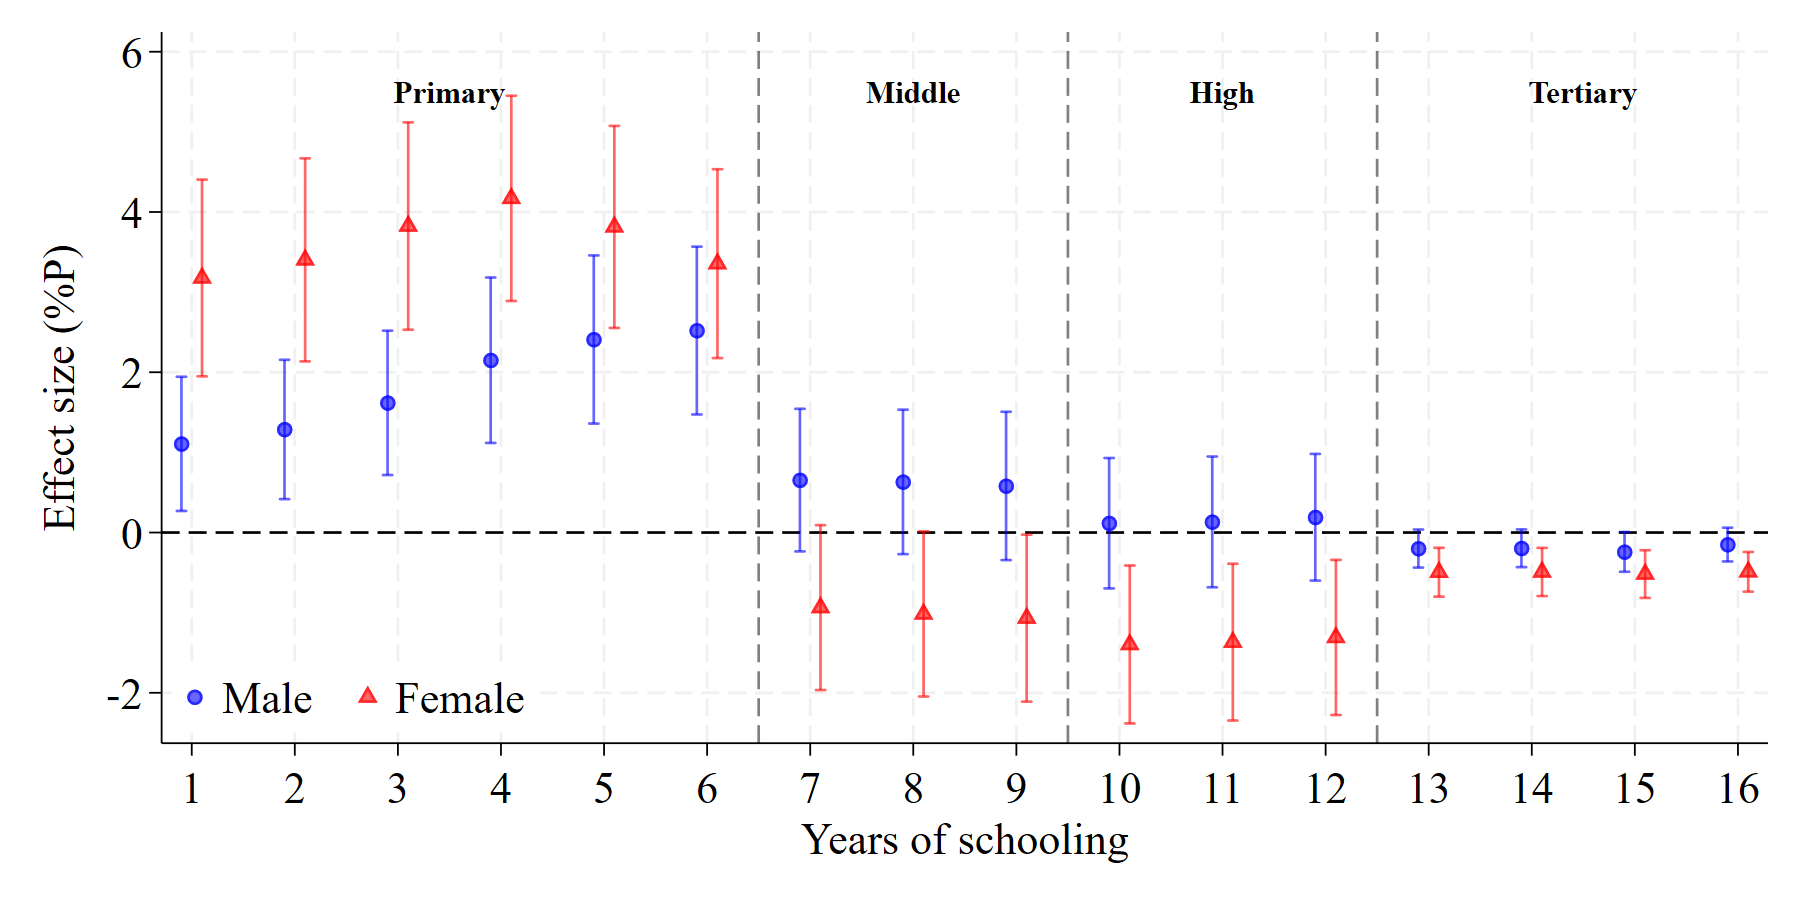 Primary Middle High Tertiary
6
4
2
0
-2
Effect size (%P)
Male Female
1 2 3 4 5 6 7 8 9 10 11 12 13 14 15 16
Years of schooling